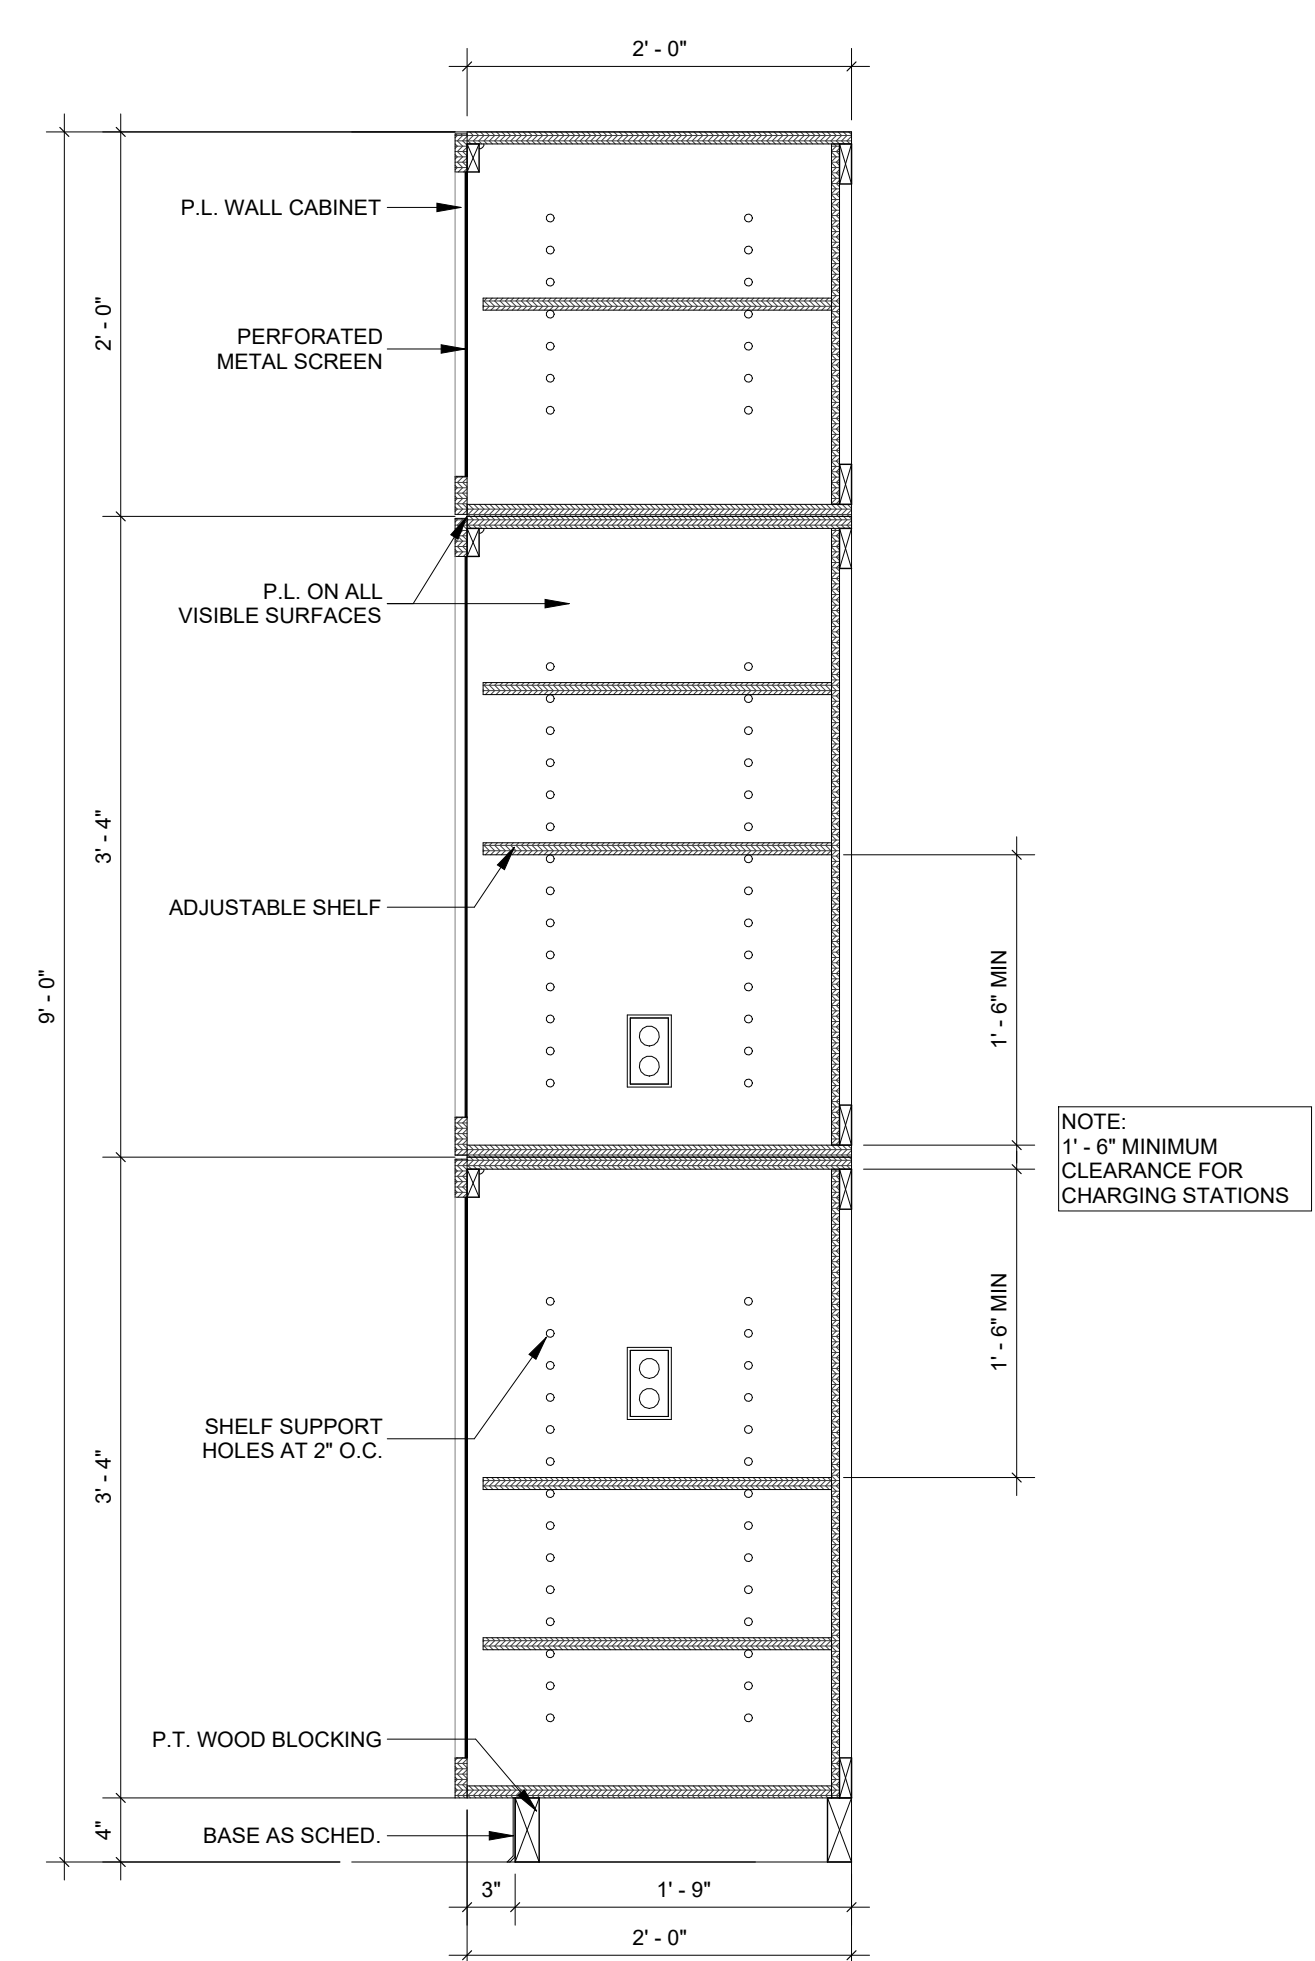 2' - 0"
P.L. WALL CABINET
2' - 0"
PERFORATED
METAL SCREEN
P.L. ON ALL
VISIBLE SURFACES
3' - 4"
ADJUSTABLE SHELF
9' - 0"
1' - 6" MIN
NOTE:
1' - 6" MINIMUM
CLEARANCE FOR
CHARGING STATIONS
1' - 6" MIN
SHELF SUPPORT
HOLES AT 2" O.C.
3' - 4"
P.T. WOOD BLOCKING
4"
BASE AS SCHED.
3"
1' - 9"
2' - 0"